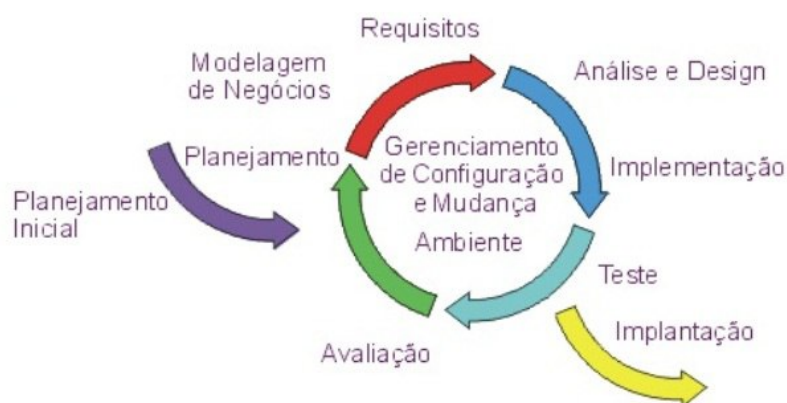 Requisitos
Modelagem
de Negócios
Análise e Design
Planejamento
Gerenciamento
de Configuração
e Mudança
Implementação
Planejamento
Inicial
Ambiente
Teste
Avaliação
Implantação